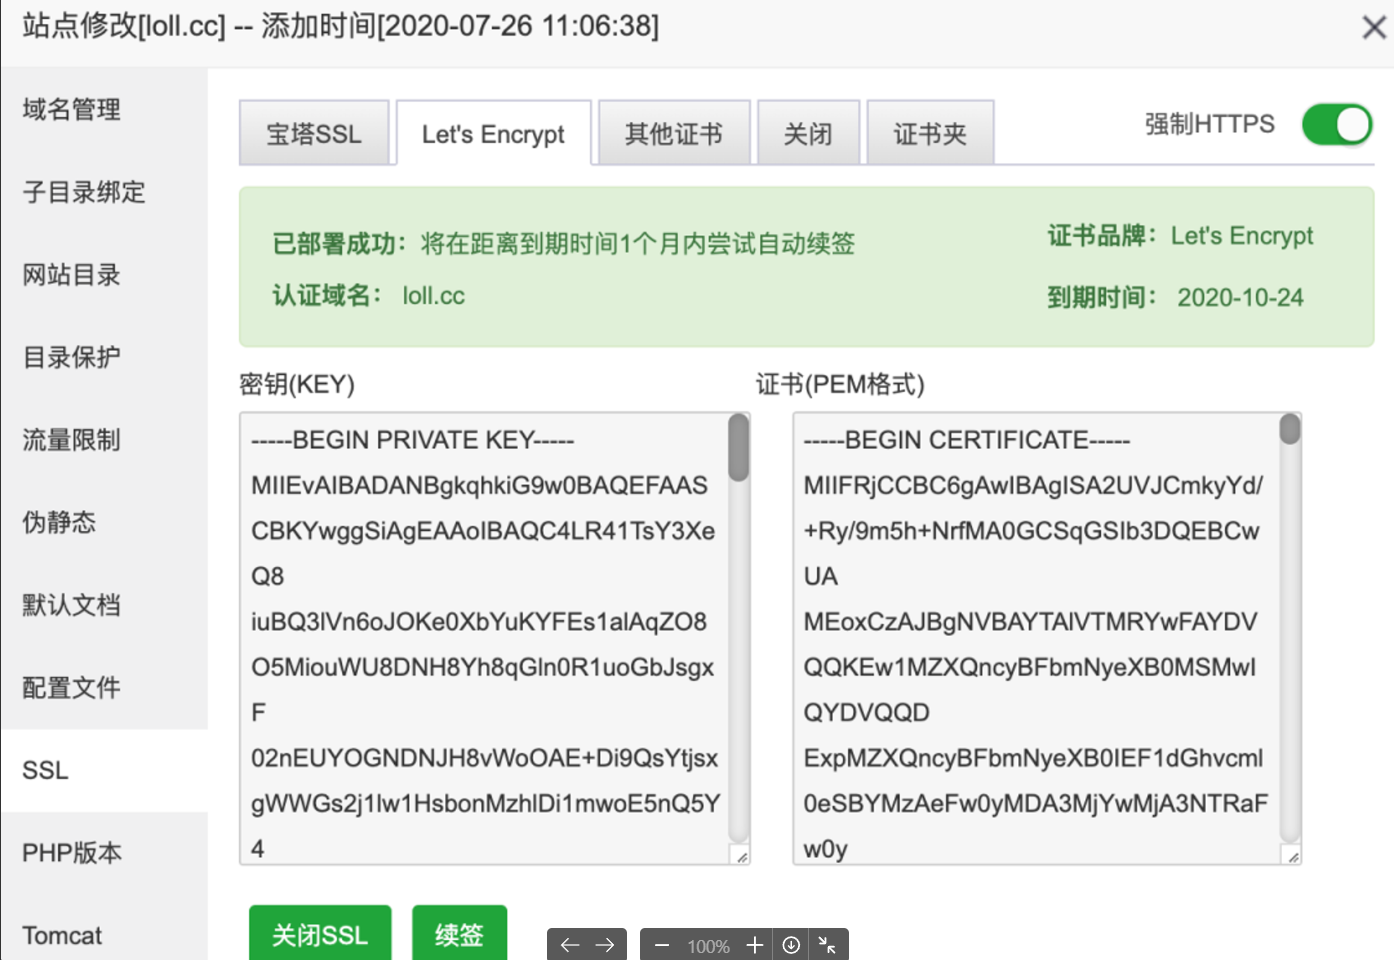 站点修改[loll.cc] -- 添加时间[2020-07-26 11:06:38]
域名管理
子目录绑定
网站目录
目录保护
流量限制
伪静态
默认文档
配置文件
SSL
PHP版本
Tomcat
宝塔SSL
Let's Encrypt
其他证书
关闭
证书夹
强制HTTPS
已部署成功：将在距离到期时间1个月内尝试自动续签
证书品牌：Let's Encrypt
认证域名： loll.cc
到期时间： 2020-10-24
密钥(KEY)
-----BEGIN PRIVATE KEY-----
MIIEvAIBADANBgkqhkiG9w0BAQEFAAS
CBKYwggSiAgEAAoIBAQC4LR41TsY3Xe
Q8
iuBQ3lVn6oJOKe0XbYuKYFEs1alAqZO8
O5MiouWU8DNH8Yh8qGln0R1uoGbJsgx
F
02nEUYOGNDNJH8vWoOAE+Di9QsYtjsx
gWWGs2j1lw1HsbonMzhlDi1mwoE5nQ5Y
4
证书(PEM格式)
-----BEGIN CERTIFICATE-----
MIIFRjCCBC6gAwIBAgISA2UVJCmkyYd/
+Ry/9m5h+NrfMA0GCSqGSIb3DQEBCw
UA
MEoxCzAJBgNVBAYTAlVTMRYwFAYDV
QQKEw1MZXQncyBFbmNyeXB0MSMwI
QYDVQQD
ExpMZXQncyBFbmNyeXB0IEF1dGhvcml
0eSBYMzAeFw0yMDA3MjYwMjA3NTRaF
w0y
关闭SSL
续签
100%